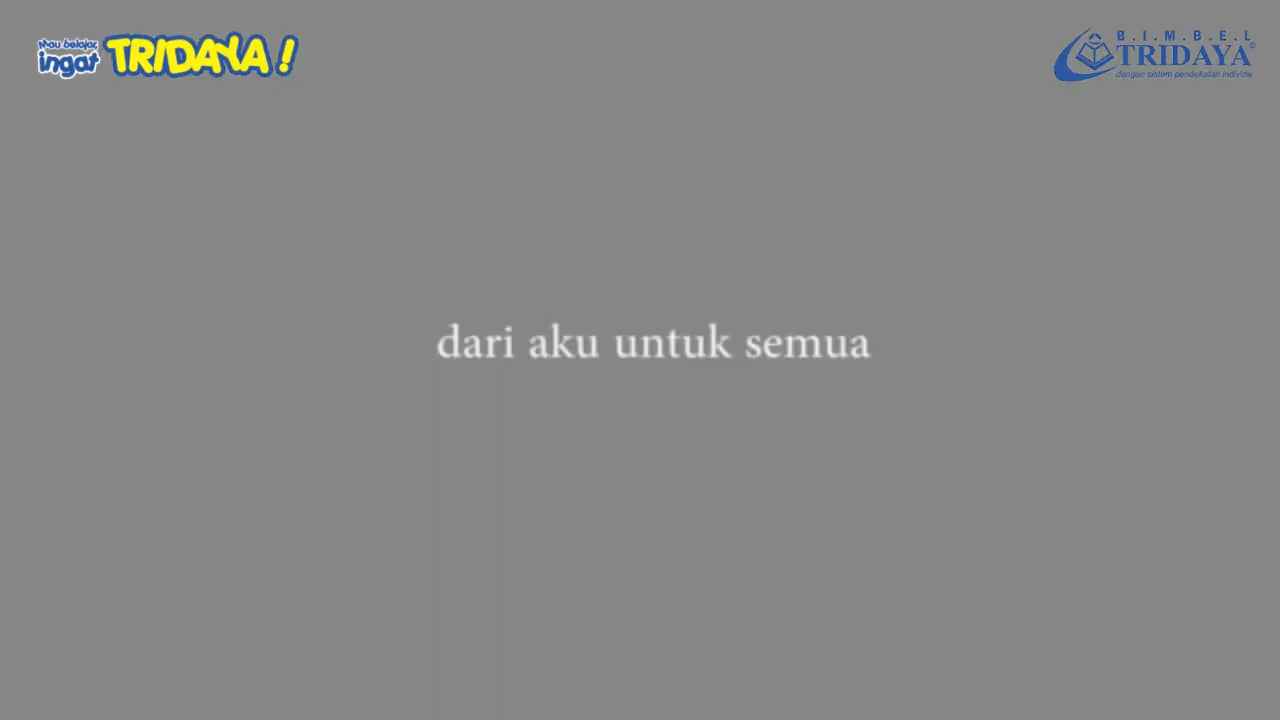 Mau belajar,
ingat TRIDAYA !
B.I.M.B.E.L
TRIDAYA®
dengan sistem pendekatan individu
dari aku untuk semua